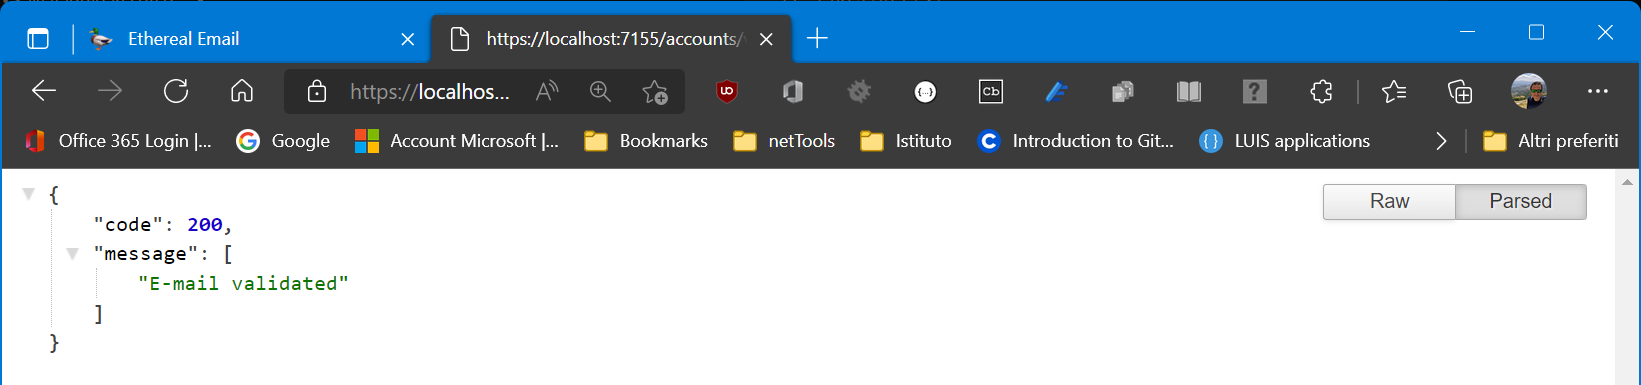 Ethereal Email
https://localhost:7155/accounts/
https://localhos...
Office 365 Login |...
Google
Account Microsoft |...
Bookmarks
netTools
Istituto
Introduction to Git...
LUIS applications
Altri preferiti
{
"code": 200,
"message": [
"E-mail validated"
]
}
Raw
Parsed